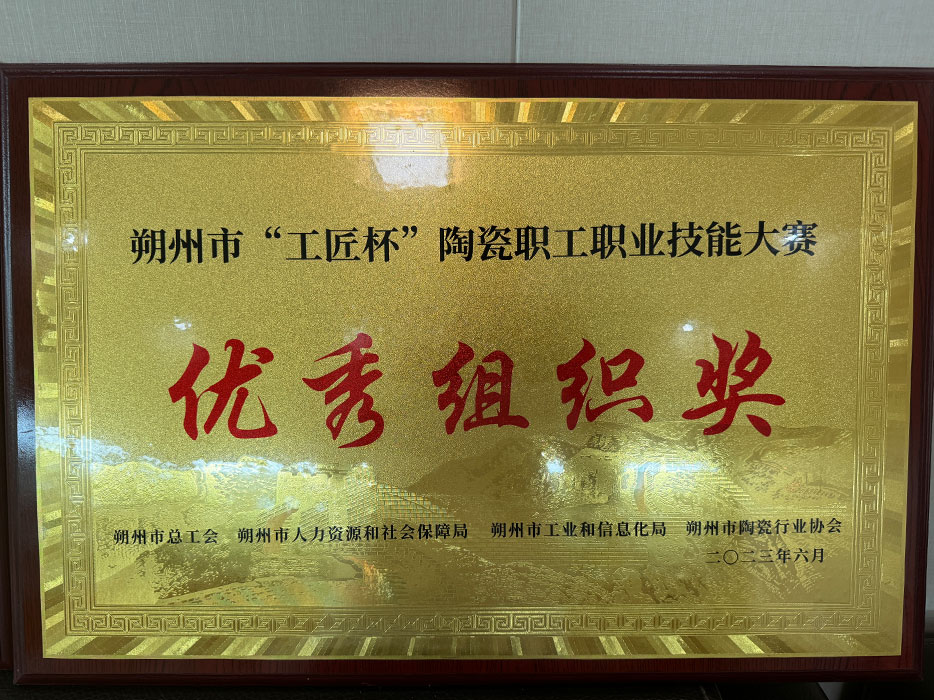 朔州市“工匠杯”陶瓷职工职业技能大赛
优秀组织奖
朔州市总工会 朔州市人力资源和社会保障局 朔州市工业和信息化局 朔州市陶瓷行业协会
二〇二三年六月